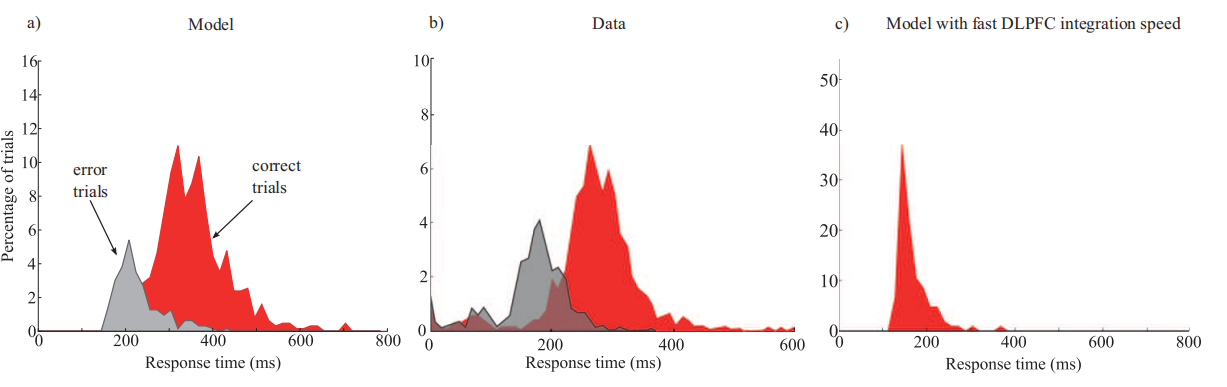 a)
Model
Percentage of trials
16
14
12
10
8
6
4
2
0
error
trials
correct
trials
0
200
400
600
800
Response time (ms)
b)
Data
10
8
6
4
2
0
0
200
400
600
Response time (ms)
c)
Model with fast DLPFC integration speed
50
40
30
20
10
0
0
200
400
600
800
Response time (ms)